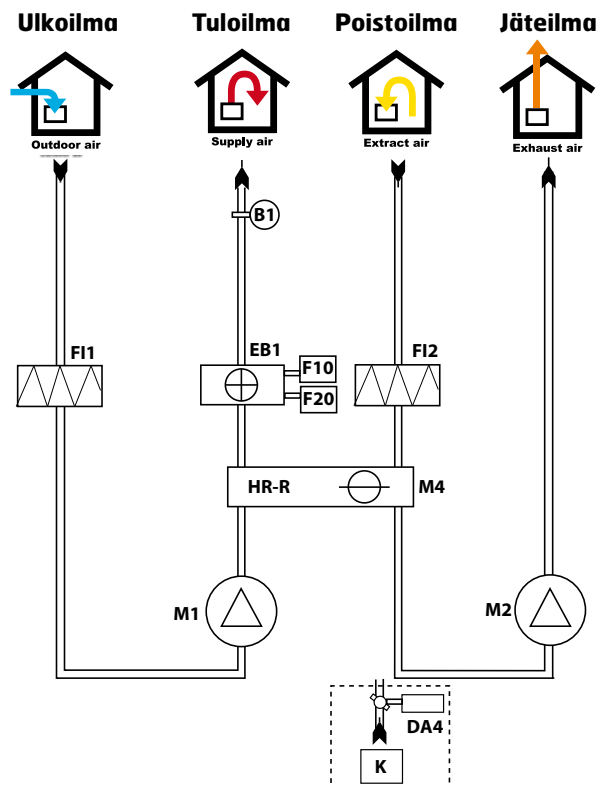 Ulkoilma Tuloilma Poistoilma Jäteilma
Outdoor air Supply air Extract air Exhaust air
B1
FI1 EB1 FI2
F10
F20
HR-R M4
M1 M2
DA4
K